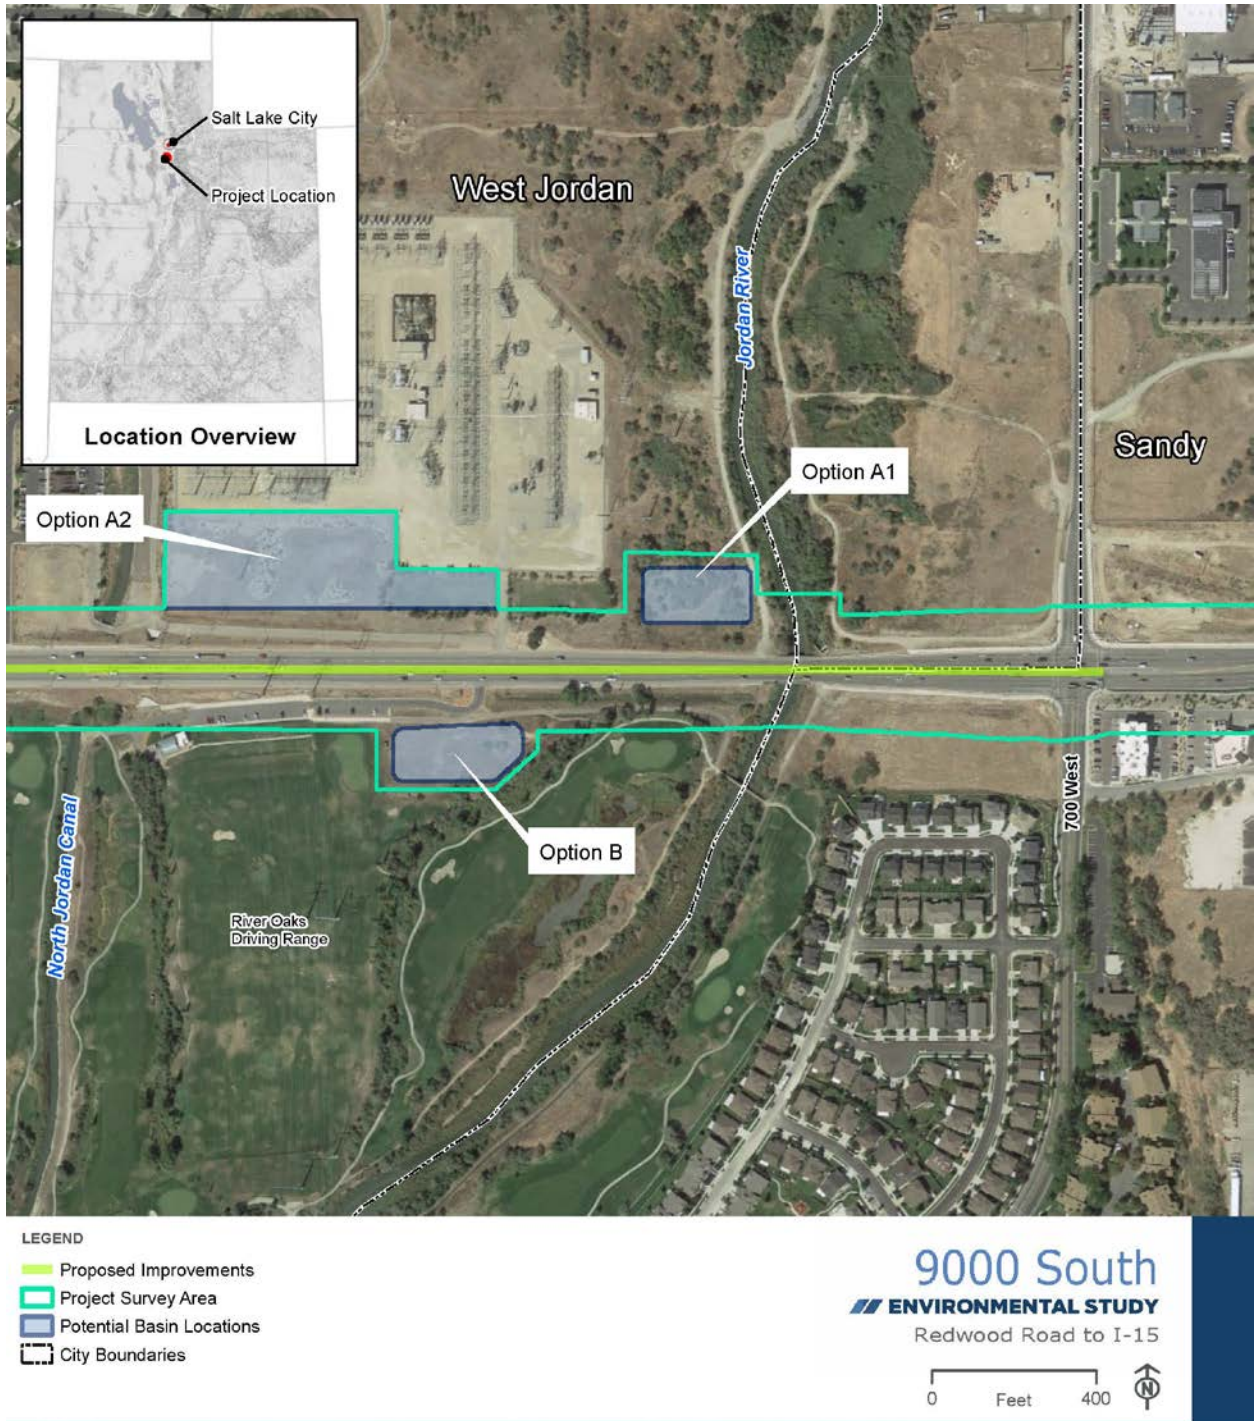 Salt Lake City
Project Location
Location Overview
West Jordan
Jordan River
Sandy
Option A1
Option A2
Option B
700 West
North Jordan Canal
River Oaks
Driving Range
LEGEND
Proposed Improvements
Project Survey Area
Potential Basin Locations
City Boundaries
9000 South
ENVIRONMENTAL STUDY
Redwood Road to I-15
0 Feet 400
N